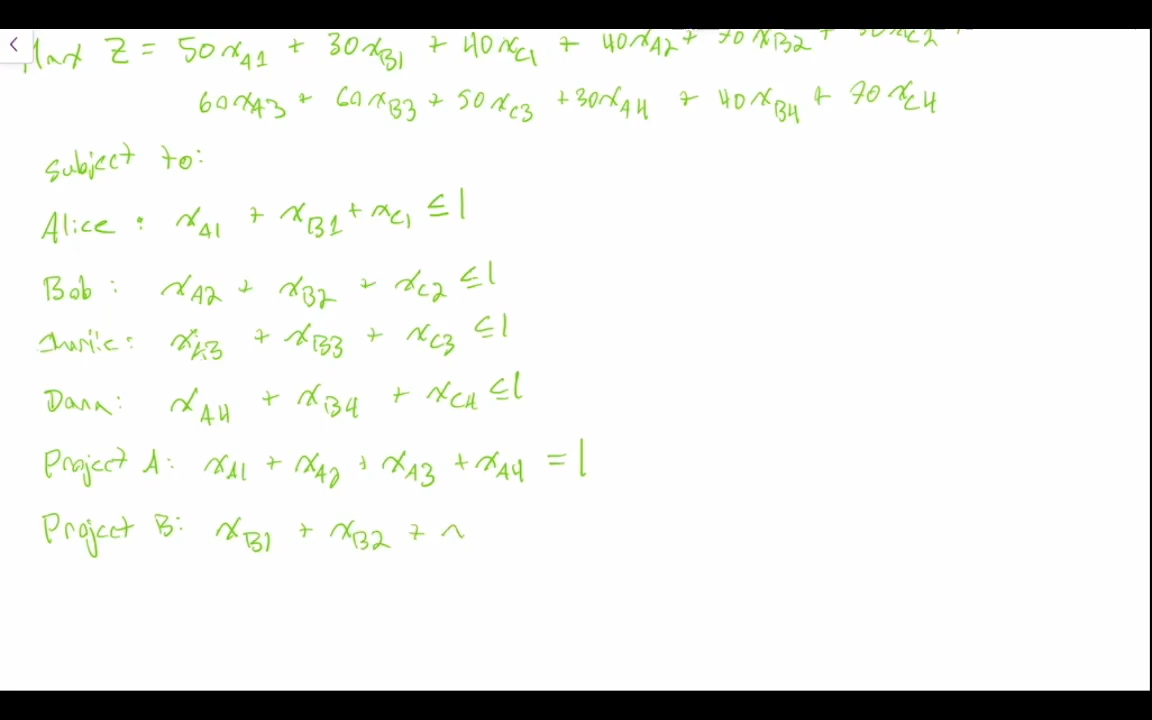 Max Z = 50x_A1 + 30x_B1 + 40x_C1 + 40x_A2 + 70x_B2 +
60x_A3 + 60x_B3 + 50x_C3 + 30x_A4 + 40x_B4 + 70x_C4
Subject to:
Alice : x_A1 + x_B1 + x_C1 ≤ 1
Bob : x_A2 + x_B2 + x_C2 ≤ 1
x_A3 + x_B3 + x_C3 ≤ 1
Dana: x_A4 + x_B4 + x_C4 ≤ 1
Project A: x_A1 + x_A2 + x_A3 + x_A4 = 1
Project B: x_B1 + x_B2 +